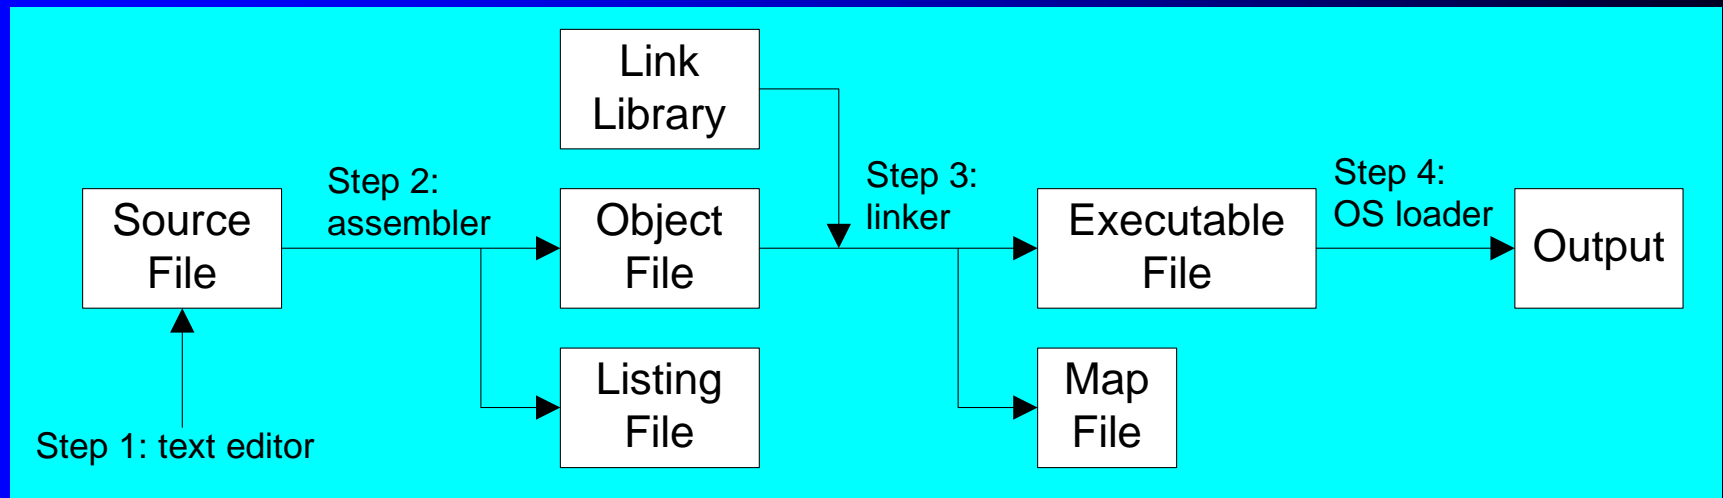 Link
Library
Step 2:
assembler
Step 3:
linker
Step 4:
OS loader
Source
File
Object
File
Executable
File
Output
Listing
File
Map
File
Step 1: text editor